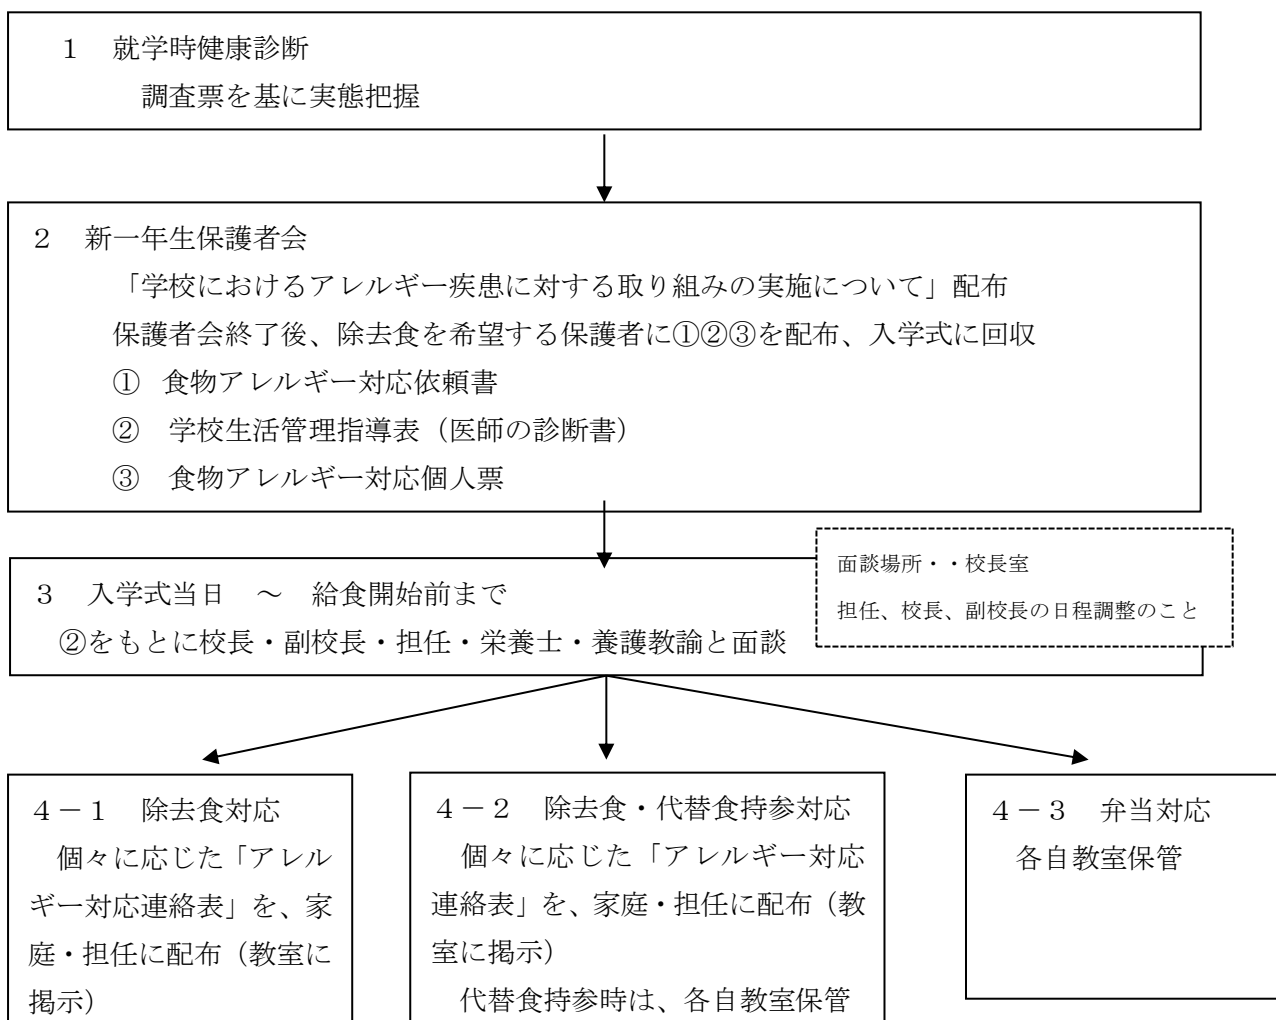 １　就学時健康診断
調査票を基に実態把握
２　新一年生保護者会
「学校におけるアレルギー疾患に対する取り組みの実施について」配布
保護者会終了後、除去食を希望する保護者に①②③を配布、入学式に回収
①　食物アレルギー対応依頼書
②　学校生活管理指導表（医師の診断書）
③　食物アレルギー対応個人票
面談場所・・校長室
担任、校長、副校長の日程調整のこと
３　入学式当日　～　給食開始前まで
②をもとに校長・副校長・担任・栄養士・養護教諭と面談
４－１　除去食対応
個々に応じた「アレル
ギー対応連絡表」を、家
庭・担任に配布（教室に
掲示）
４－２　除去食・代替食持参対応
個々に応じた「アレルギー対応
連絡表」を、家庭・担任に配布（教
室に掲示）
代替食持参時は、各自教室保管
４－３　弁当対応
各自教室保管